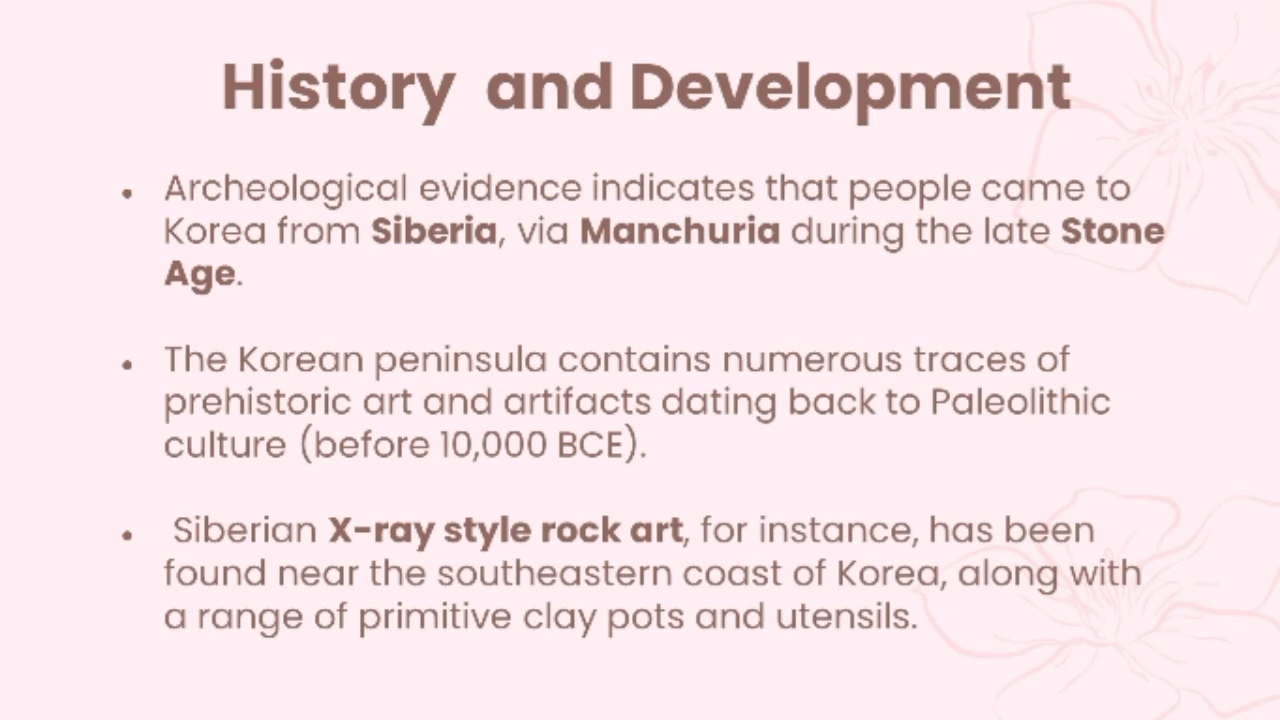 History  and Development
• Archeological evidence indicates that people came to
Korea from Siberia, via Manchuria during the late Stone
Age.
• The Korean peninsula contains numerous traces of
prehistoric art and artifacts dating back to Paleolithic
culture (before 10,000 BCE).
•  Siberian X-ray style rock art, for instance, has been
found near the southeastern coast of Korea, along with
a range of primitive clay pots and utensils.